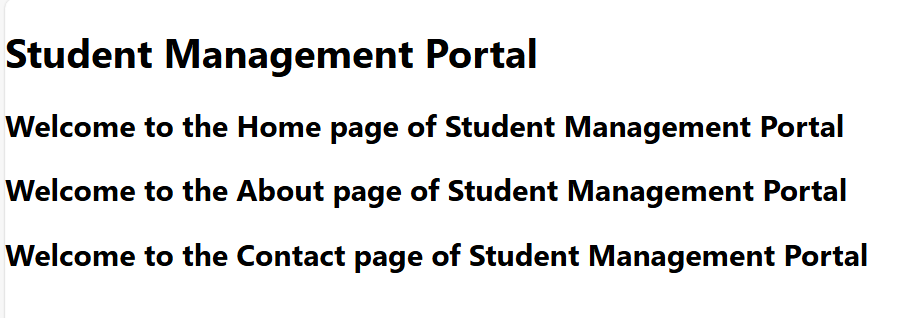 Student Management Portal
Welcome to the Home page of Student Management Portal
Welcome to the About page of Student Management Portal
Welcome to the Contact page of Student Management Portal